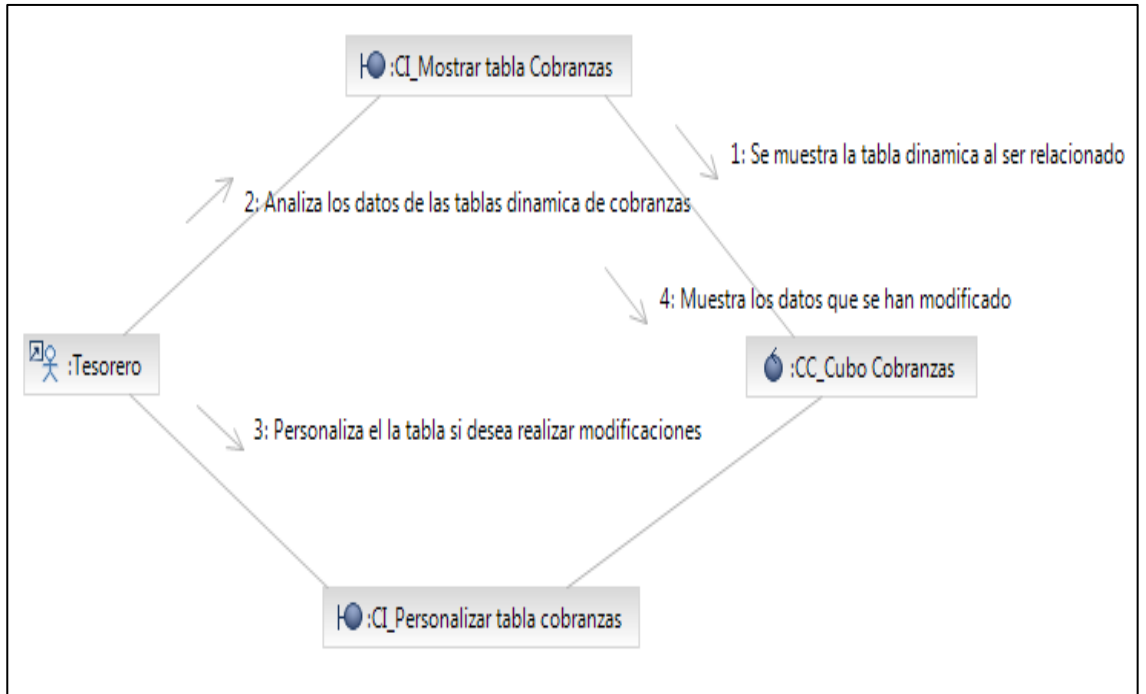 :CI_Mostrar tabla Cobranzas
1: Se muestra la tabla dinamica al ser relacionado
2: Analiza los datos de las tablas dinamica de cobranzas
4: Muestra los datos que se han modificado
:Tesorero
:CC_Cubo Cobranzas
3: Personaliza el la tabla si desea realizar modificaciones
:CI_Personalizar tabla cobranzas